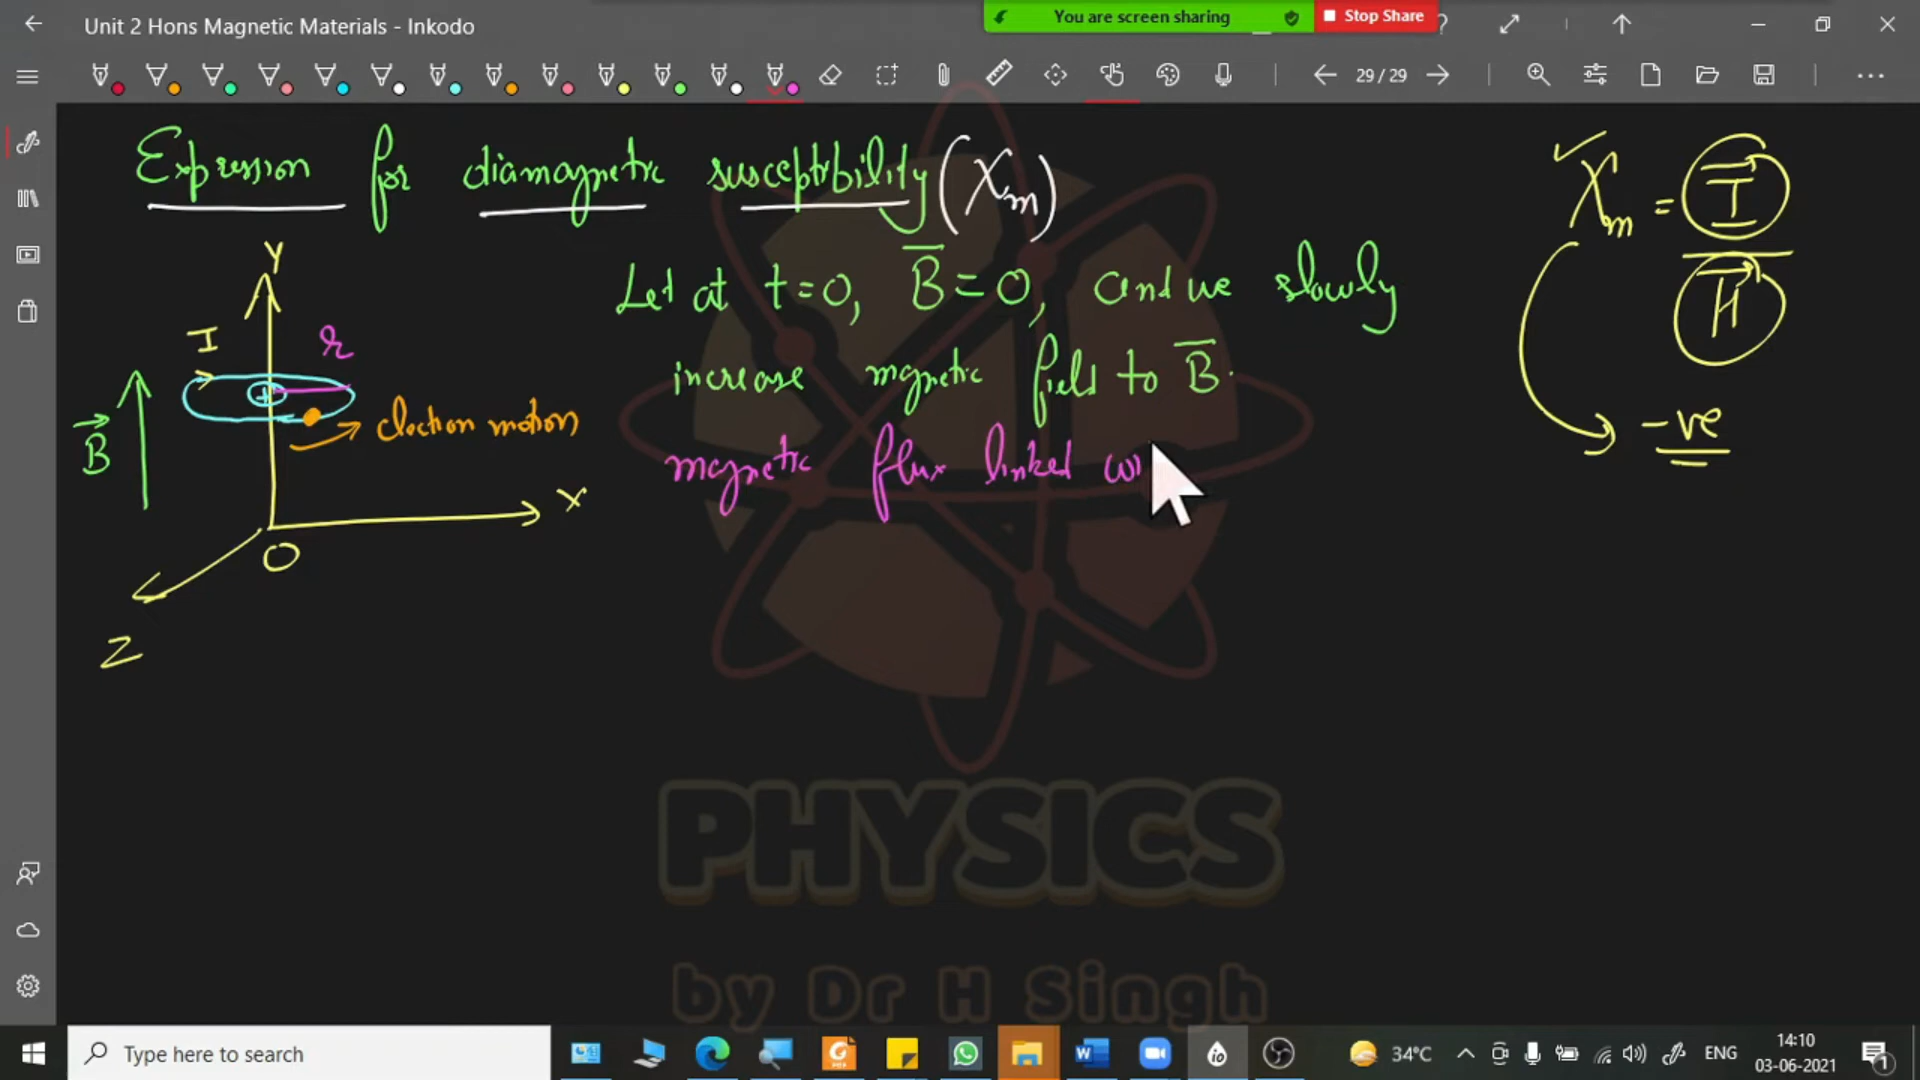 Unit 2 Hons Magnetic Materials - Inkodo
You are screen sharing
Stop Share
?
29 / 29
Expression for diamagnetic susceptibility (χm)
χm = I / H
Let at t=0, B=0, and we slowly
increase magnetic field to B.
-ve
magnetic flux linked wi
Y
I
r
+
B
electron motion
X
O
Z
PHYSICS
by Dr H Singh
Type here to search
34°C
ENG
14:10
03-06-2021
1